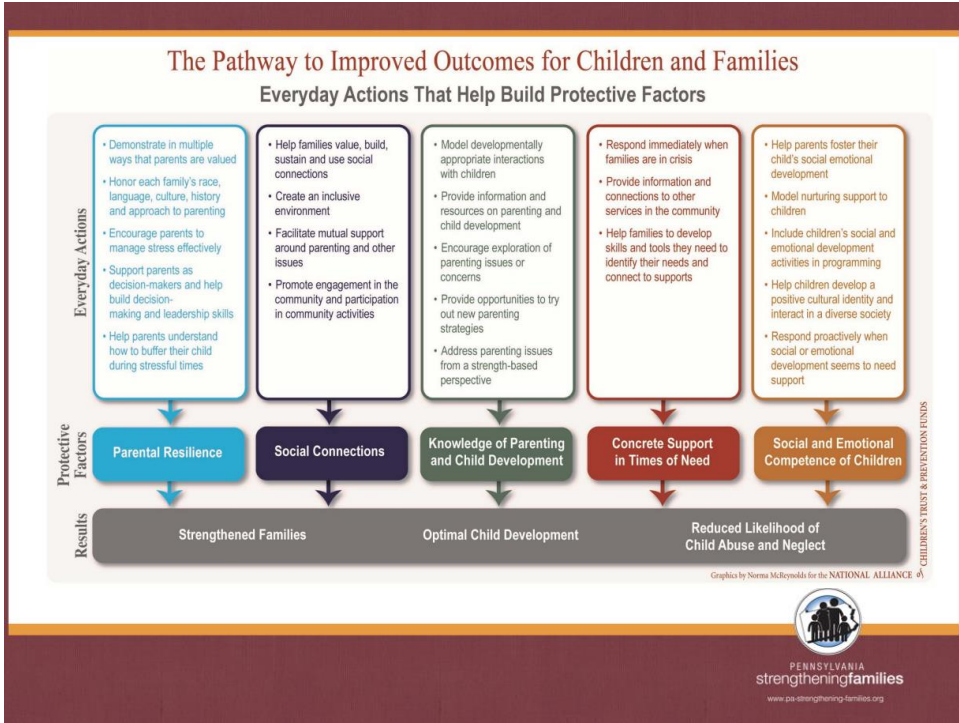 The Pathway to Improved Outcomes for Children and Families
Everyday Actions That Help Build Protective Factors
Everyday Actions
• Demonstrate in multiple
ways that parents are valued
• Honor each family's race,
language, culture, history
and approach to parenting
• Encourage parents to
manage stress effectively
• Support parents as
decision-makers and help
build decision-
making and leadership skills
• Help parents understand
how to buffer their child
during stressful times
• Help families value, build,
sustain and use social
connections
• Create an inclusive
environment
• Facilitate mutual support
around parenting and other
issues
• Promote engagement in the
community and participation
in community activities
• Model developmentally
appropriate interactions
with children
• Provide information and
resources on parenting and
child development
• Encourage exploration of
parenting issues or
concerns
• Provide opportunities to try
out new parenting
strategies
• Address parenting issues
from a strength-based
perspective
• Respond immediately when
families are in crisis
• Provide information and
connections to other
services in the community
• Help families to develop
skills and tools they need to
identify their needs and
connect to supports
• Help parents foster their
child's social emotional
development
• Model nurturing support to
children
• Include children's social and
emotional development
activities in programming
• Help children develop a
positive cultural identity and
interact in a diverse society
• Respond proactively when
social or emotional
development seems to need
support
Protective
Factors
Parental Resilience
Social Connections
Knowledge of Parenting
and Child Development
Concrete Support
in Times of Need
Social and Emotional
Competence of Children
Results
Strengthened Families
Optimal Child Development
Reduced Likelihood of
Child Abuse and Neglect
Graphics by Norma McReynolds for the NATIONAL ALLIANCE of
CHILDREN'S TRUST & PREVENTION FUNDS
PENNSYLVANIA
strengtheningfamilies
www.pa-strengthening-families.org